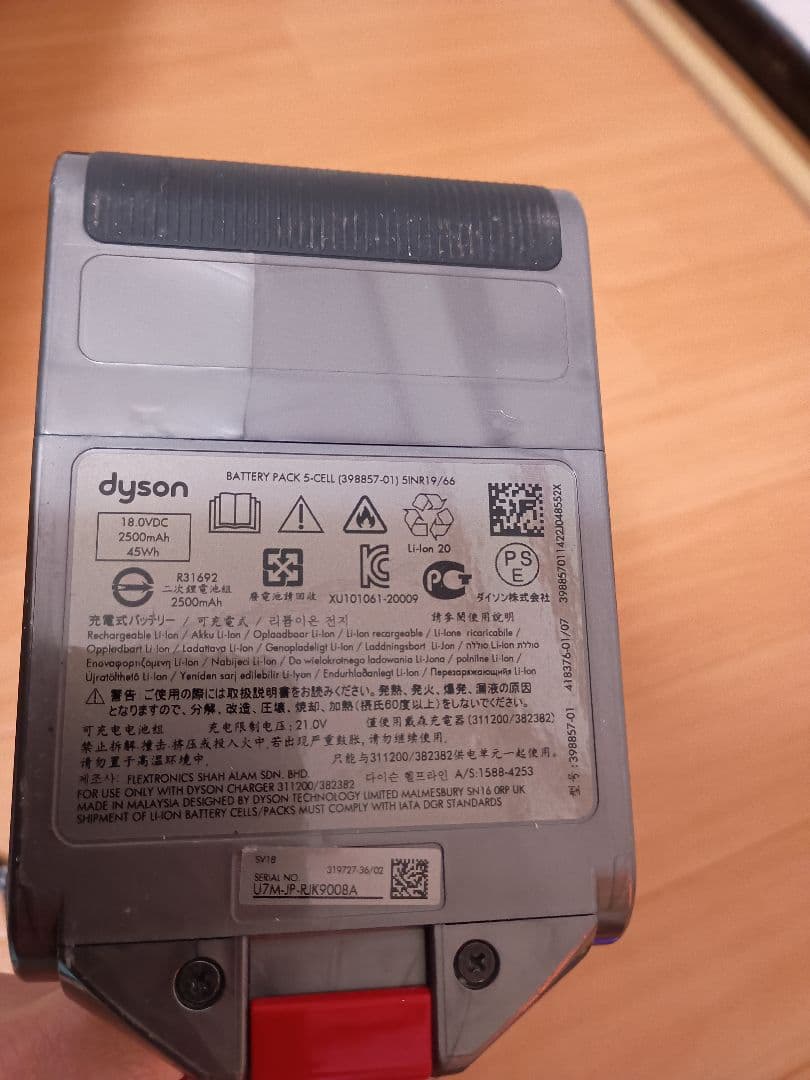 dyson
BATTERY PACK 5-CELL (398857-01) 5INR19/66
18.0VDC
2500mAh
45Wh
Li-Ion 20
R31692
二次鋰電池組
2500mAh
廢電池請回收
XU101061-20009
PS
E
ダイソン株式会社
充電式バッテリー / 可充電式 / 리튬이온 전지
請參閱使用說明
Rechargeable Li-Ion / Akku Li-Ion / Oplaadbaar Li-Ion / Li-Ion recargeable / Li-Ione ricaricabile /
Opplerdbart Li Ion / Ladattava Li-Ion / Genopladeligt Li-Ion / Laddningsbart Li-Jon / סוללת Li-Ion
Επαναφορτιζόμενη Li-Ion / Nabíjecí Li-Ion / Do wielokrotnego ładowania Li-Jona / polnilne Li-Ion /
Újratölthető Li-Ion / Yeniden sarj edilebilir Li-Iyon / Endurhlaðanlegt Li-Ion / Перезаряжающийся Li-Ion
警告 ご使用の際には取扱説明書をお読みください。発熱、発火、爆発、漏液の原因
となりますので、分解、改造、圧壊、焼却、加熱(摂氏60度以上)をしないでください。
可充电电池组 充电限制电压:21.0V 僅使用戴森充電器(311200/382382)
禁止拆解,撞击,挤压或投入火中,若出现严重鼓胀,请勿继续使用.
请勿置于高温环境中. 只能与311200/382382供电单元一起使用。
제조사: FLEXTRONICS SHAH ALAM SDN. BHD. 다이슨 헬프라인 A/S:1588-4253
FOR USE ONLY WITH DYSON CHARGER 311200/382382
MADE IN MALAYSIA DESIGNED BY DYSON TECHNOLOGY LIMITED MALMESBURY SN16 0RP UK
SHIPMENT OF LI-ION BATTERY CELLS/PACKS MUST COMPLY WITH IATA DGR STANDARDS
398857011422J048552X
418376-01/07
型号:398857-01
SV18
319727-36/02
SERIAL NO.
U7M-JP-RJK9008A